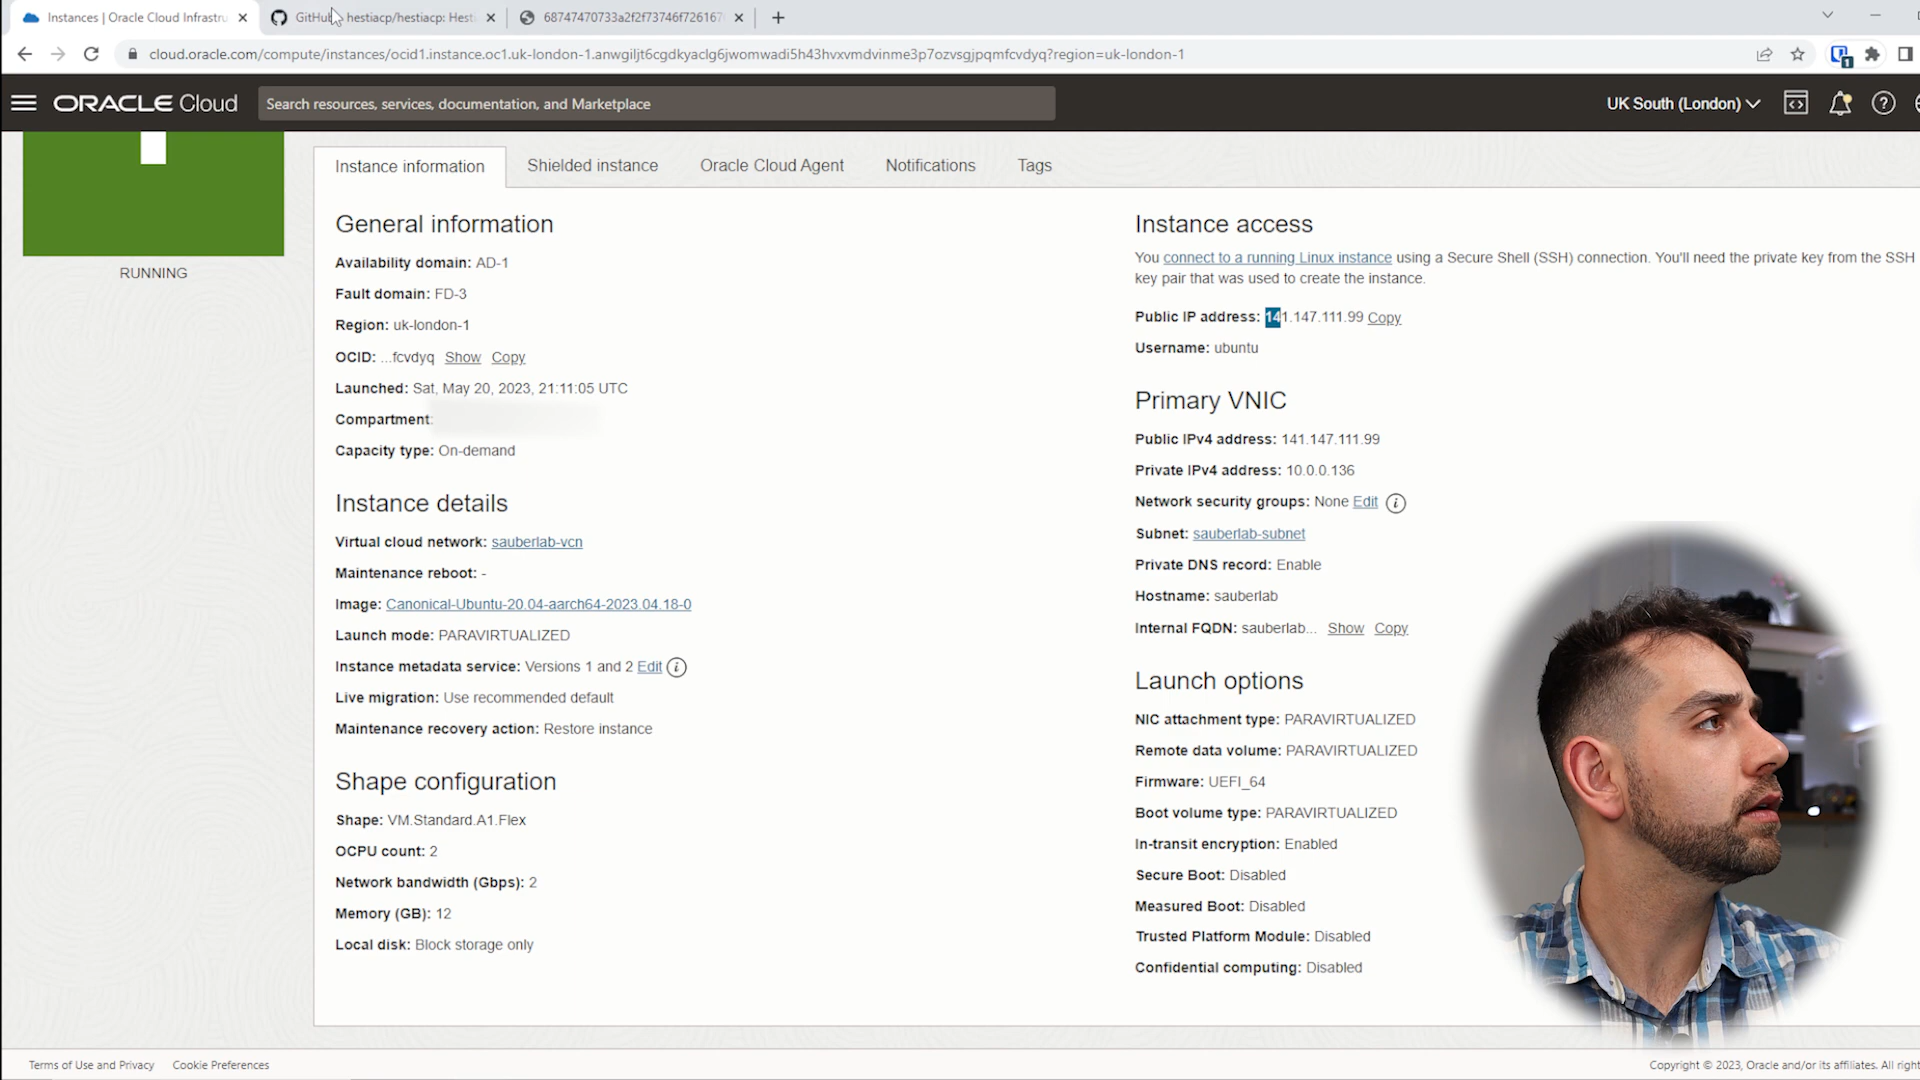 Instances | Oracle Cloud Infrastru
GitHub - hestiacp/hestiacp: Hest
68747470733a2f2f73746f726167
cloud.oracle.com/compute/instances/ocid1.instance.oc1.uk-london-1.anwgiljt6cgdkyaclg6jwomwadi5h43hvxvmdvinme3p7ozvsgjpqmfcvdyq?region=uk-london-1
ORACLE Cloud
Search resources, services, documentation, and Marketplace
UK South (London)
RUNNING
Instance information
Shielded instance
Oracle Cloud Agent
Notifications
Tags
General information
Availability domain: AD-1
Fault domain: FD-3
Region: uk-london-1
OCID: ...fcvdyq Show Copy
Launched: Sat, May 20, 2023, 21:11:05 UTC
Compartment:
Capacity type: On-demand
Instance details
Virtual cloud network: sauberlab-vcn
Maintenance reboot: -
Image: Canonical-Ubuntu-20.04-aarch64-2023.04.18-0
Launch mode: PARAVIRTUALIZED
Instance metadata service: Versions 1 and 2 Edit
Live migration: Use recommended default
Maintenance recovery action: Restore instance
Shape configuration
Shape: VM.Standard.A1.Flex
OCPU count: 2
Network bandwidth (Gbps): 2
Memory (GB): 12
Local disk: Block storage only
Instance access
You connect to a running Linux instance using a Secure Shell (SSH) connection. You'll need the private key from the SSH
key pair that was used to create the instance.
Public IP address: 141.147.111.99 Copy
Username: ubuntu
Primary VNIC
Public IPv4 address: 141.147.111.99
Private IPv4 address: 10.0.0.136
Network security groups: None Edit
Subnet: sauberlab-subnet
Private DNS record: Enable
Hostname: sauberlab
Internal FQDN: sauberlab... Show Copy
Launch options
NIC attachment type: PARAVIRTUALIZED
Remote data volume: PARAVIRTUALIZED
Firmware: UEFI_64
Boot volume type: PARAVIRTUALIZED
In-transit encryption: Enabled
Secure Boot: Disabled
Measured Boot: Disabled
Trusted Platform Module: Disabled
Confidential computing: Disabled
Terms of Use and Privacy
Cookie Preferences
Copyright © 2023, Oracle and/or its affiliates. All right